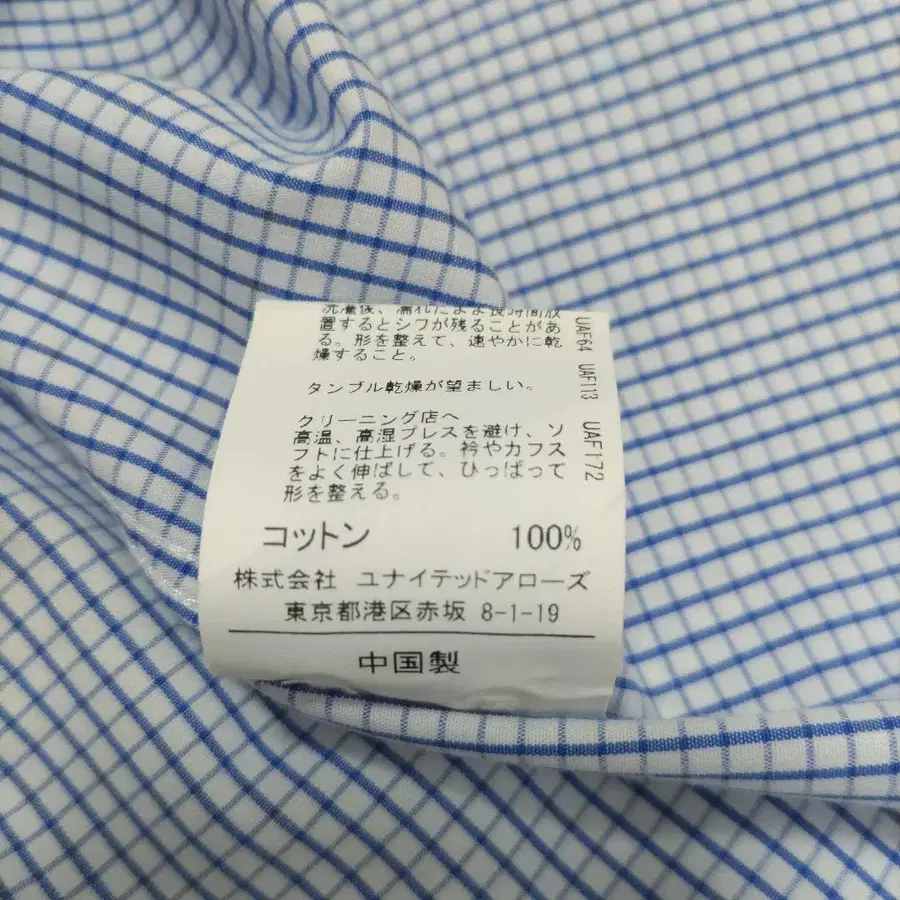 洗濯後、濡れたまま長時間放
置するとシワが残ることがあ
る。形を整えて、速やかに乾
燥すること。
タンブル乾燥が望ましい。
クリーニング店へ
高温、高湿プレスを避け、ソ
フトに仕上げる。衿やカフス
をよく伸ばして、ひっぱって
形を整える。
コットン 100%
株式会社 ユナイテッドアローズ
東京都港区赤坂 8-1-19
中国製
UAF64 UAF113 UAF172